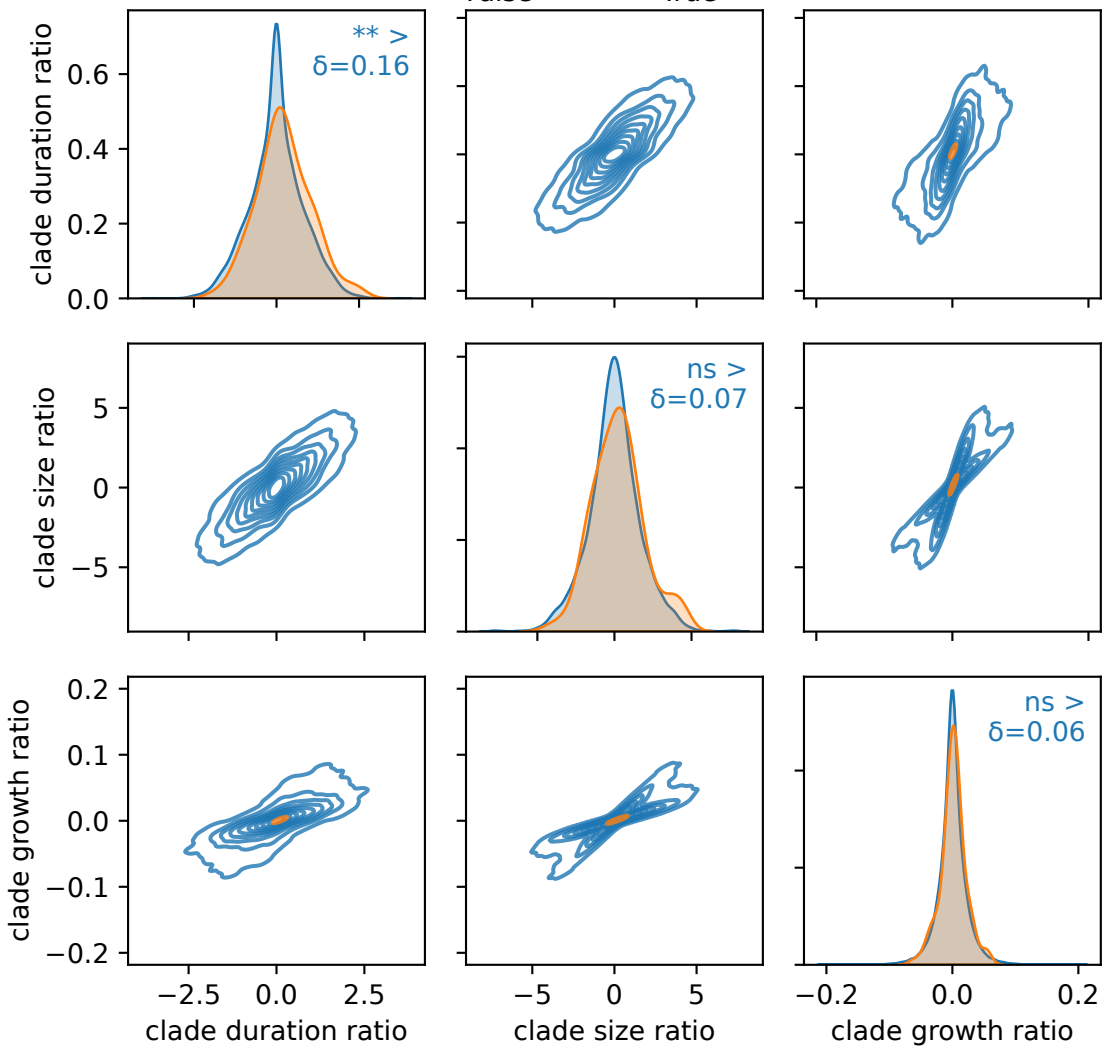 clade duration ratio
0.6
0.4
0.2
0.0
** >
δ=0.16
clade size ratio
5
0
−5
ns >
δ=0.07
clade growth ratio
0.2
0.1
0.0
−0.1
−0.2
ns >
δ=0.06
−2.5 0.0 2.5
−5 0 5
−0.2 0.0 0.2
clade duration ratio
clade size ratio
clade growth ratio